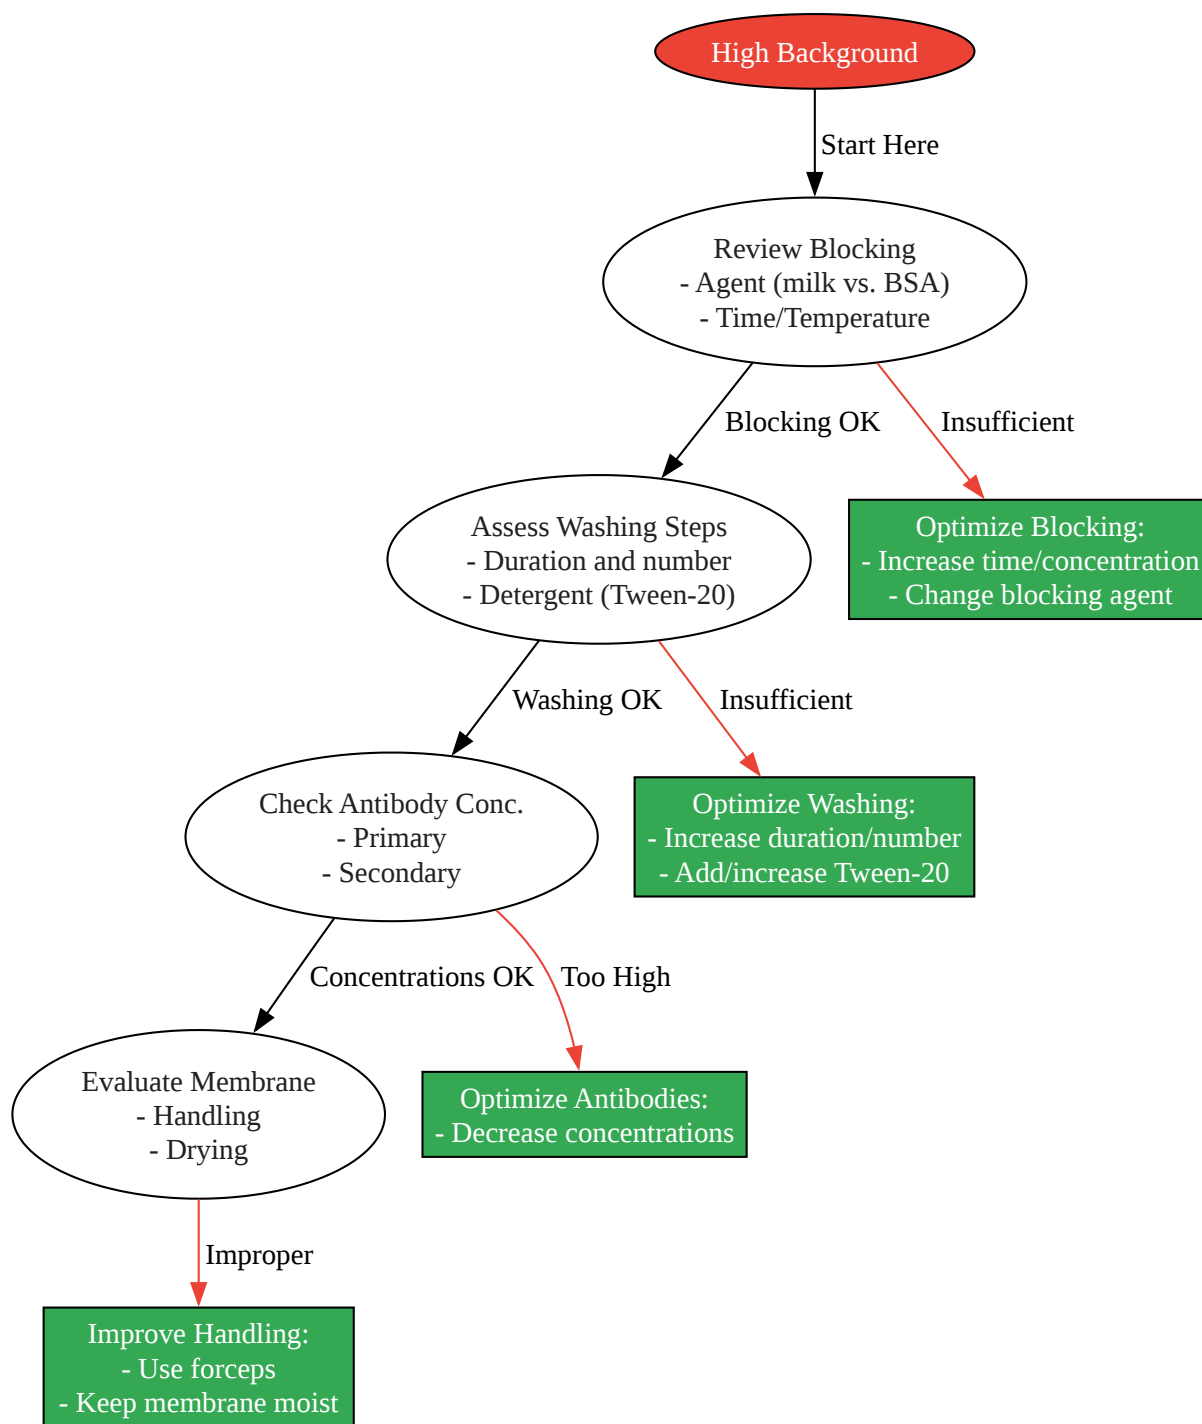 High Background
Start Here
Review Blocking
- Agent (milk vs. BSA)
- Time/Temperature
Blocking OK
Insufficient
Assess Washing Steps
- Duration and number
- Detergent (Tween-20)
Optimize Blocking:
- Increase time/concentration
- Change blocking agent
Washing OK
Insufficient
Check Antibody Conc.
- Primary
- Secondary
Optimize Washing:
- Increase duration/number
- Add/increase Tween-20
Concentrations OK
Too High
Evaluate Membrane
- Handling
- Drying
Optimize Antibodies:
- Decrease concentrations
Improper
Improve Handling:
- Use forceps
- Keep membrane moist